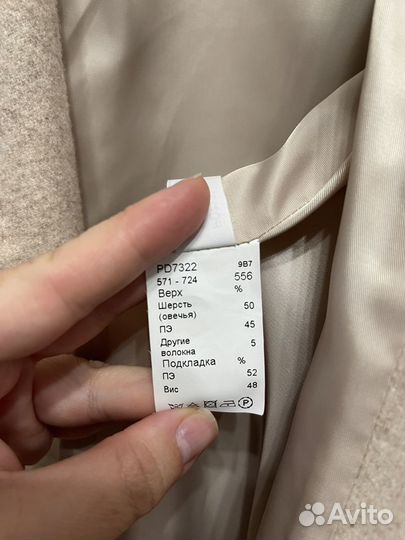 PD7322 9B7
571 - 724 556
Верх %
Шерсть 50
(овечья)
ПЭ 45
Другие 5
волокна
Подкладка %
ПЭ 52
Вис 48
Avito